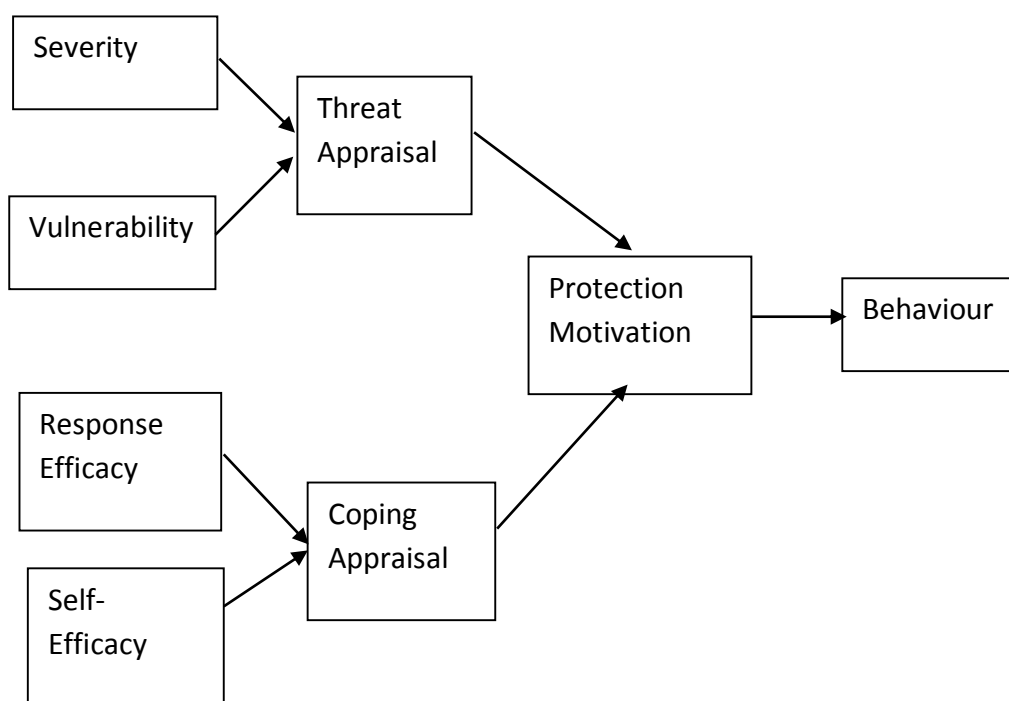 Severity
Threat
Appraisal
Vulnerability
Protection
Motivation
Behaviour
Response
Efficacy
Coping
Appraisal
Self-
Efficacy